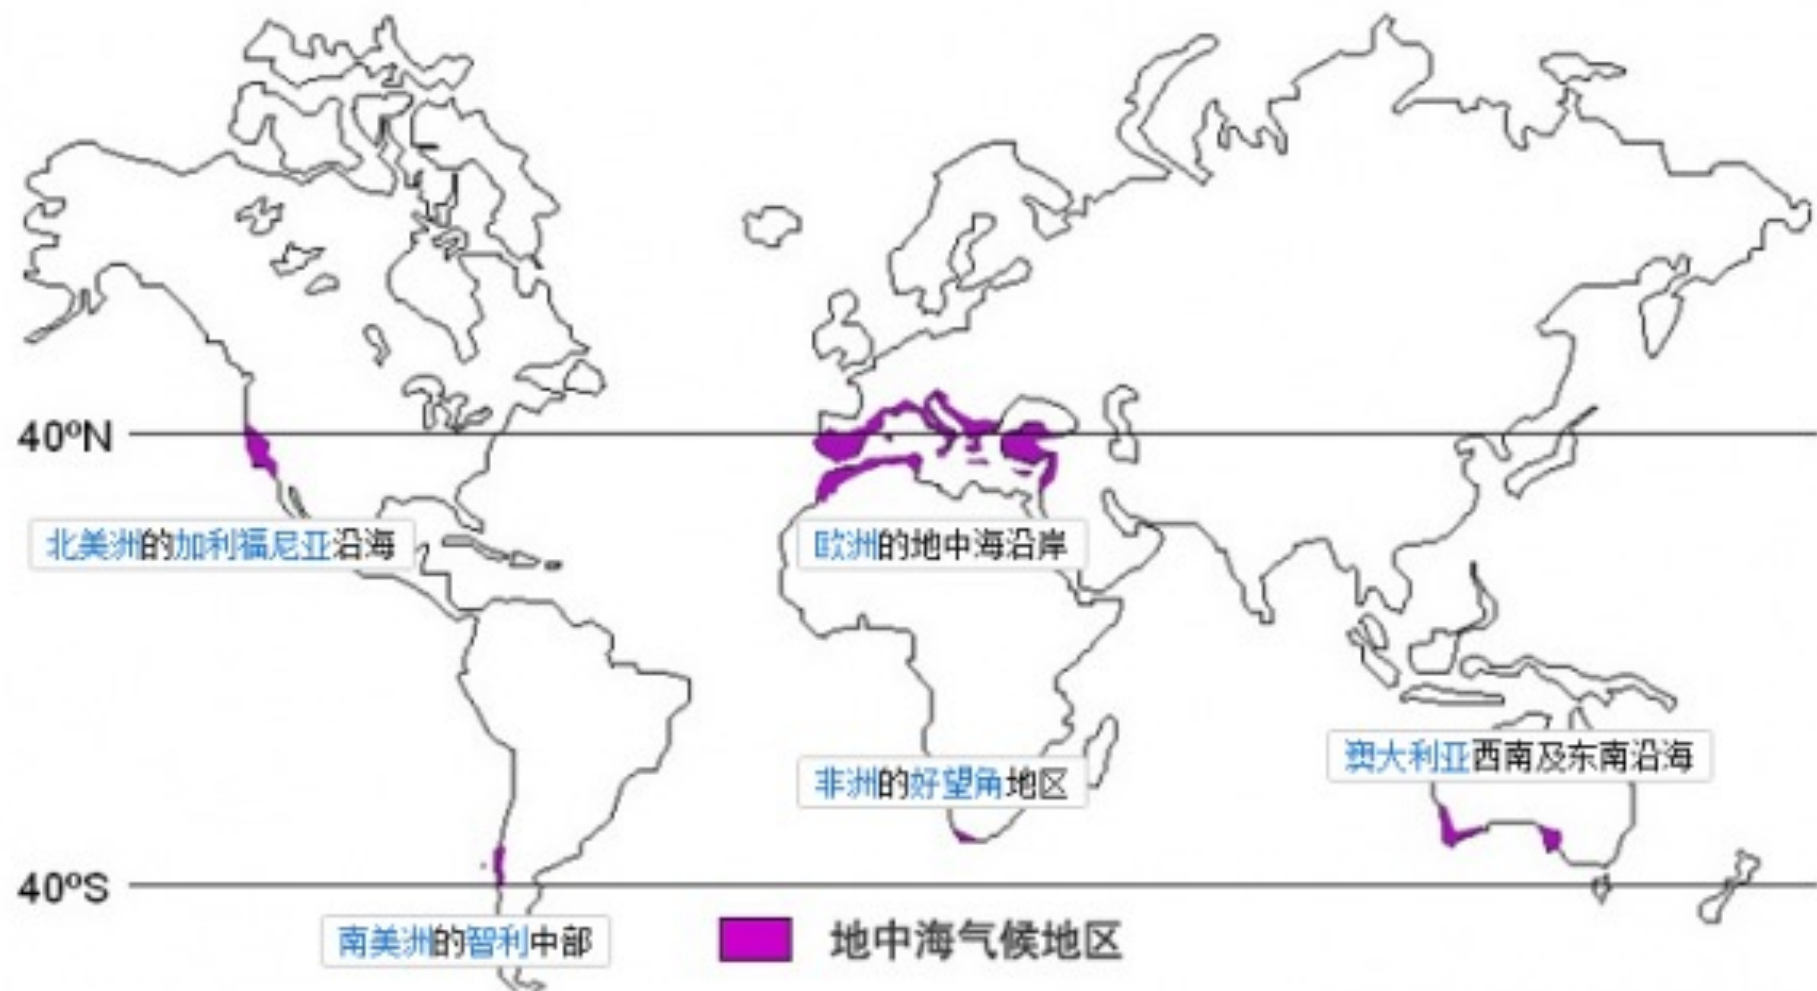 40ºN
北美洲的加利福尼亚沿海
欧洲的地中海沿岸
澳大利亚西南及东南沿海
非洲的好望角地区
40ºS
南美洲的智利中部
地中海气候地区